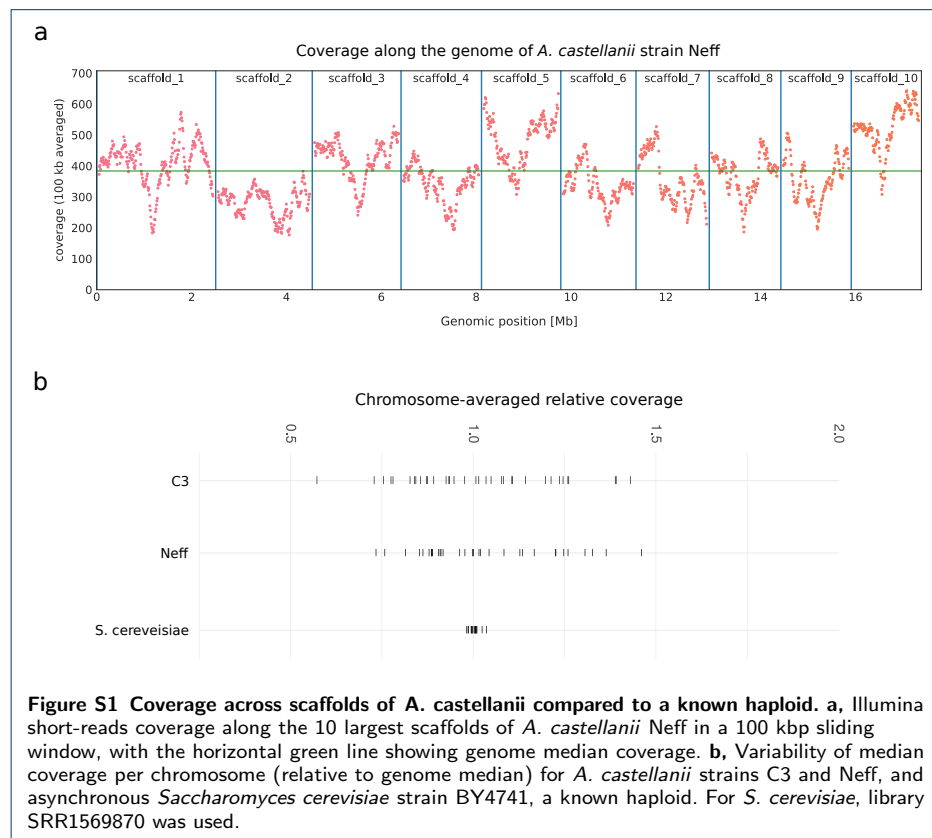 a
Coverage along the genome of A. castellanii strain Neff
700
600
500
400
300
200
100
0
coverage (100 kb averaged)
scaffold_1 scaffold_2 scaffold_3 scaffold_4 scaffold_5 scaffold_6 scaffold_7 scaffold_8 scaffold_9 scaffold_10
0 2 4 6 8 10 12 14 16
Genomic position [Mb]
b
Chromosome-averaged relative coverage
0.5 1.0 1.5 2.0
C3
Neff
S. cereveisiae
Figure S1 Coverage across scaffolds of A. castellanii compared to a known haploid. a, Illumina
short-reads coverage along the 10 largest scaffolds of A. castellanii Neff in a 100 kbp sliding
window, with the horizontal green line showing genome median coverage. b, Variability of median
coverage per chromosome (relative to genome median) for A. castellanii strains C3 and Neff, and
asynchronous Saccharomyces cerevisiae strain BY4741, a known haploid. For S. cerevisiae, library
SRR1569870 was used.